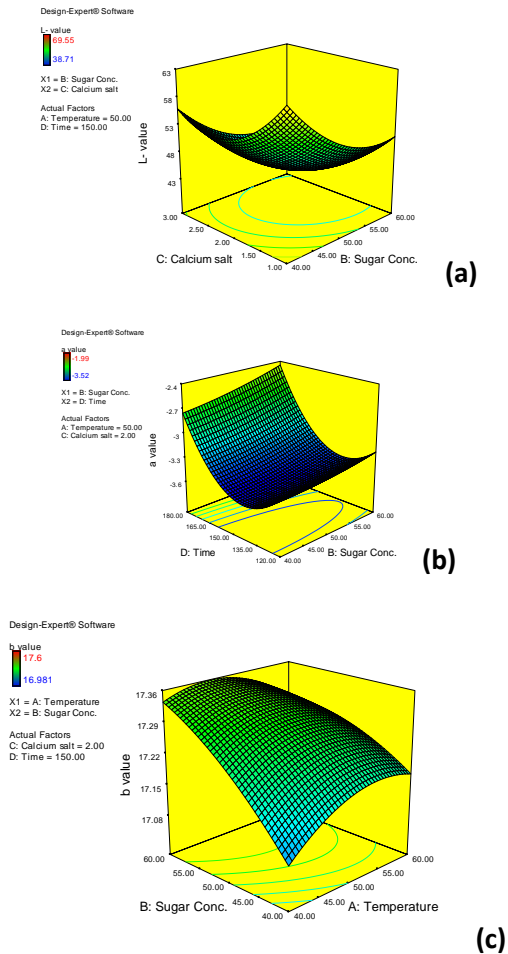 Design-Expert® Software
L- value
69.55
38.71
X1 = B: Sugar Conc.
X2 = C: Calcium salt
Actual Factors
A: Temperature = 50.00
D: Time = 150.00
63
58
53
48
43
L- value
3.00
2.50
2.00
1.50
1.00
40.00
45.00
50.00
55.00
60.00
C: Calcium salt
B: Sugar Conc.
(a)
Design-Expert® Software
a value
-1.99
-3.52
X1 = B: Sugar Conc.
X2 = D: Time
Actual Factors
A: Temperature = 50.00
C: Calcium salt = 2.00
-2.4
-2.7
-3
-3.3
-3.6
a value
180.00
165.00
150.00
135.00
120.00
40.00
45.00
50.00
55.00
60.00
D: Time
B: Sugar Conc.
(b)
Design-Expert® Software
b value
17.6
16.981
X1 = A: Temperature
X2 = B: Sugar Conc.
Actual Factors
C: Calcium salt = 2.00
D: Time = 150.00
17.36
17.29
17.22
17.15
17.08
b value
60.00
55.00
50.00
45.00
40.00
40.00
45.00
50.00
55.00
60.00
B: Sugar Conc.
A: Temperature
(c)